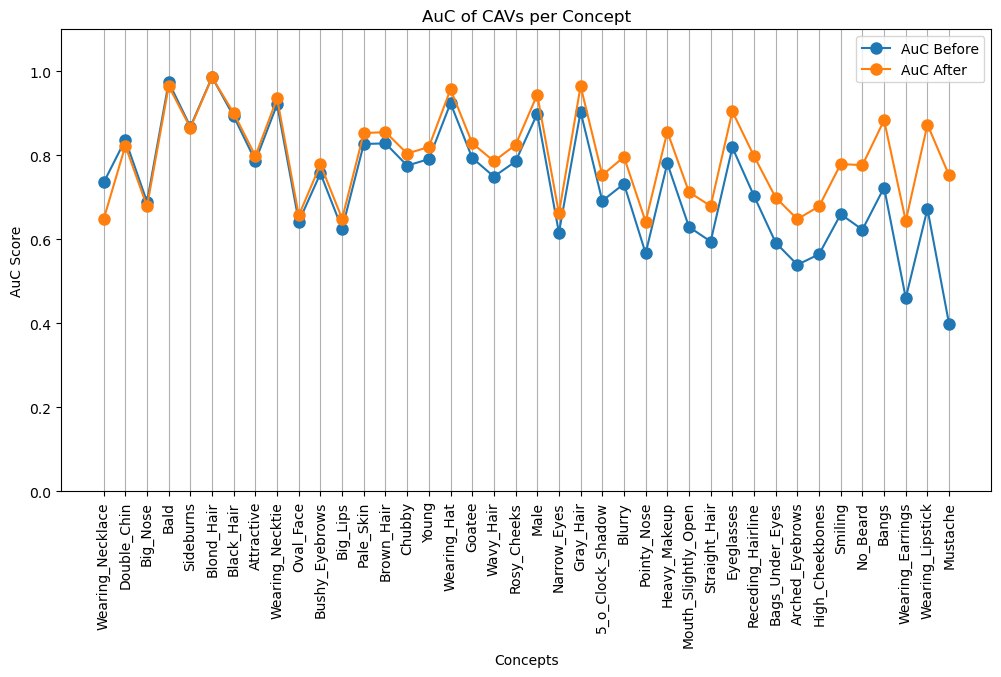 AuC of CAVs per Concept
AuC Before
AuC After
AuC Score
1.0
0.8
0.6
0.4
0.2
0.0
Wearing_Necklace
Double_Chin
Big_Nose
Bald
Sideburns
Blond_Hair
Black_Hair
Attractive
Wearing_Necktie
Oval_Face
Bushy_Eyebrows
Big_Lips
Pale_Skin
Brown_Hair
Chubby
Young
Wearing_Hat
Goatee
Wavy_Hair
Rosy_Cheeks
Male
Narrow_Eyes
Gray_Hair
5_o_Clock_Shadow
Blurry
Pointy_Nose
Heavy_Makeup
Mouth_Slightly_Open
Straight_Hair
Eyeglasses
Receding_Hairline
Bags_Under_Eyes
Arched_Eyebrows
High_Cheekbones
Smiling
No_Beard
Bangs
Wearing_Earrings
Wearing_Lipstick
Mustache
Concepts